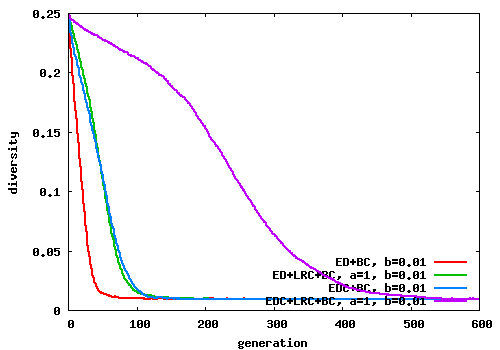 0.25
0.2
0.15
0.1
0.05
0
diversity
ED+BC, b=0.01
ED+LRC+BC, a=1, b=0.01
EDC+BC, b=0.01
EDC+LRC+BC, a=1, b=0.01
0 100 200 300 400 500 600
generation